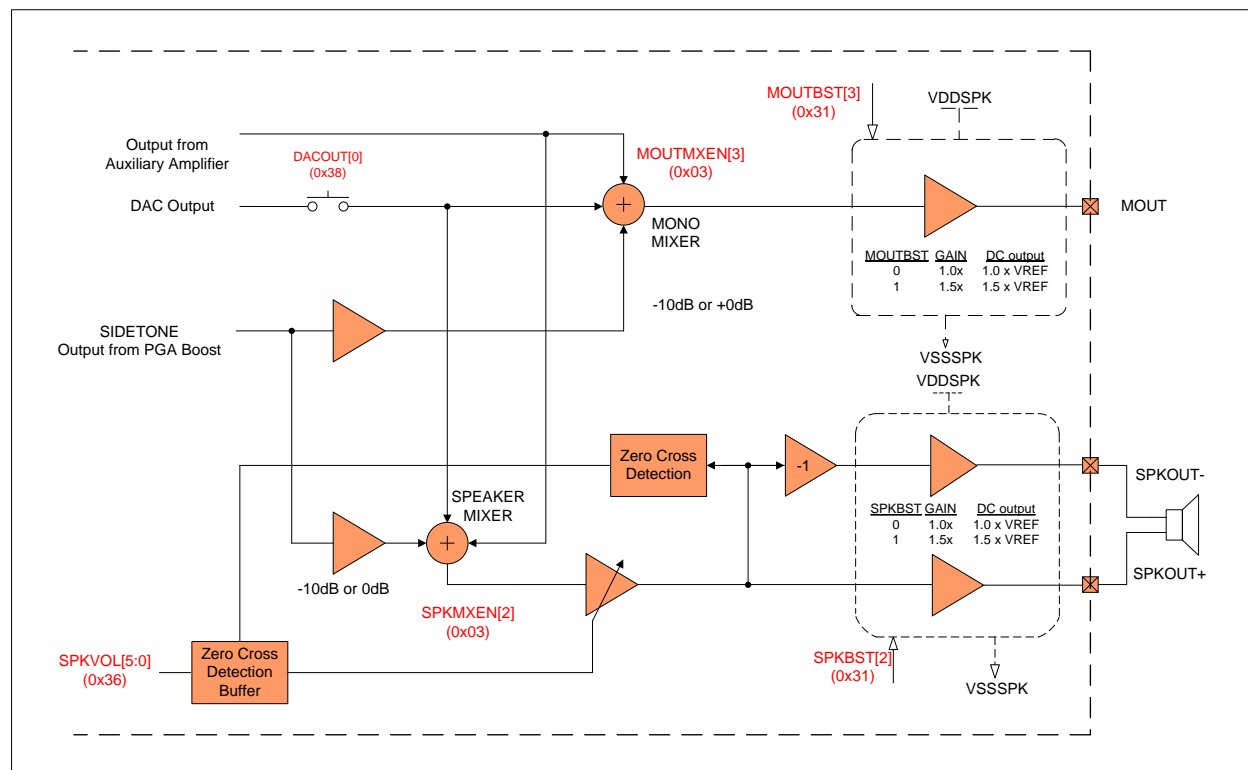 MOUTBST[3]
(0x31)
VDDSPK
Output from
Auxiliary Amplifier
DACOUT[0]
(0x38)
MOUTMXEN[3]
(0x03)
DAC Output
+
MONO
MIXER
MOUT
MOUTBST GAIN DC output
0 1.0x 1.0 x VREF
1 1.5x 1.5 x VREF
-10dB or +0dB
SIDETONE
Output from PGA Boost
VSSSPK
VDDSPK
Zero Cross
Detection
-1
SPKOUT-
SPEAKER
MIXER
+
SPKBST GAIN DC output
0 1.0x 1.0 x VREF
1 1.5x 1.5 x VREF
SPKOUT+
-10dB or 0dB
SPKMXEN[2]
(0x03)
SPKVOL[5:0]
(0x36)
Zero Cross
Detection
Buffer
SPKBST[2]
(0x31)
VSSSPK